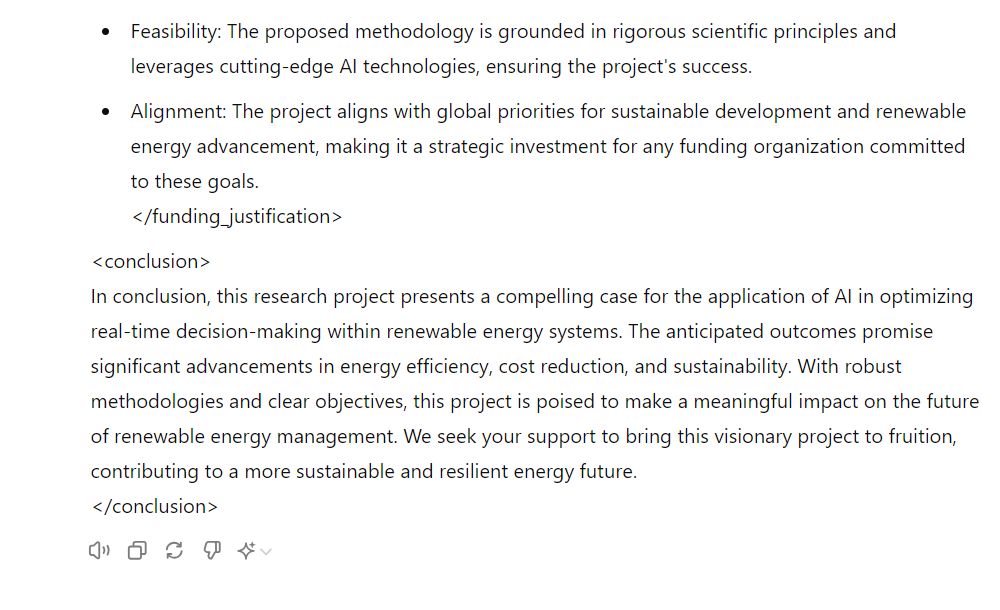 Feasibility: The proposed methodology is grounded in rigorous scientific principles and
leverages cutting-edge AI technologies, ensuring the project's success.
Alignment: The project aligns with global priorities for sustainable development and renewable
energy advancement, making it a strategic investment for any funding organization committed
to these goals.
</funding_justification>
<conclusion>
In conclusion, this research project presents a compelling case for the application of AI in optimizing
real-time decision-making within renewable energy systems. The anticipated outcomes promise
significant advancements in energy efficiency, cost reduction, and sustainability. With robust
methodologies and clear objectives, this project is poised to make a meaningful impact on the future
of renewable energy management. We seek your support to bring this visionary project to fruition,
contributing to a more sustainable and resilient energy future.
</conclusion>